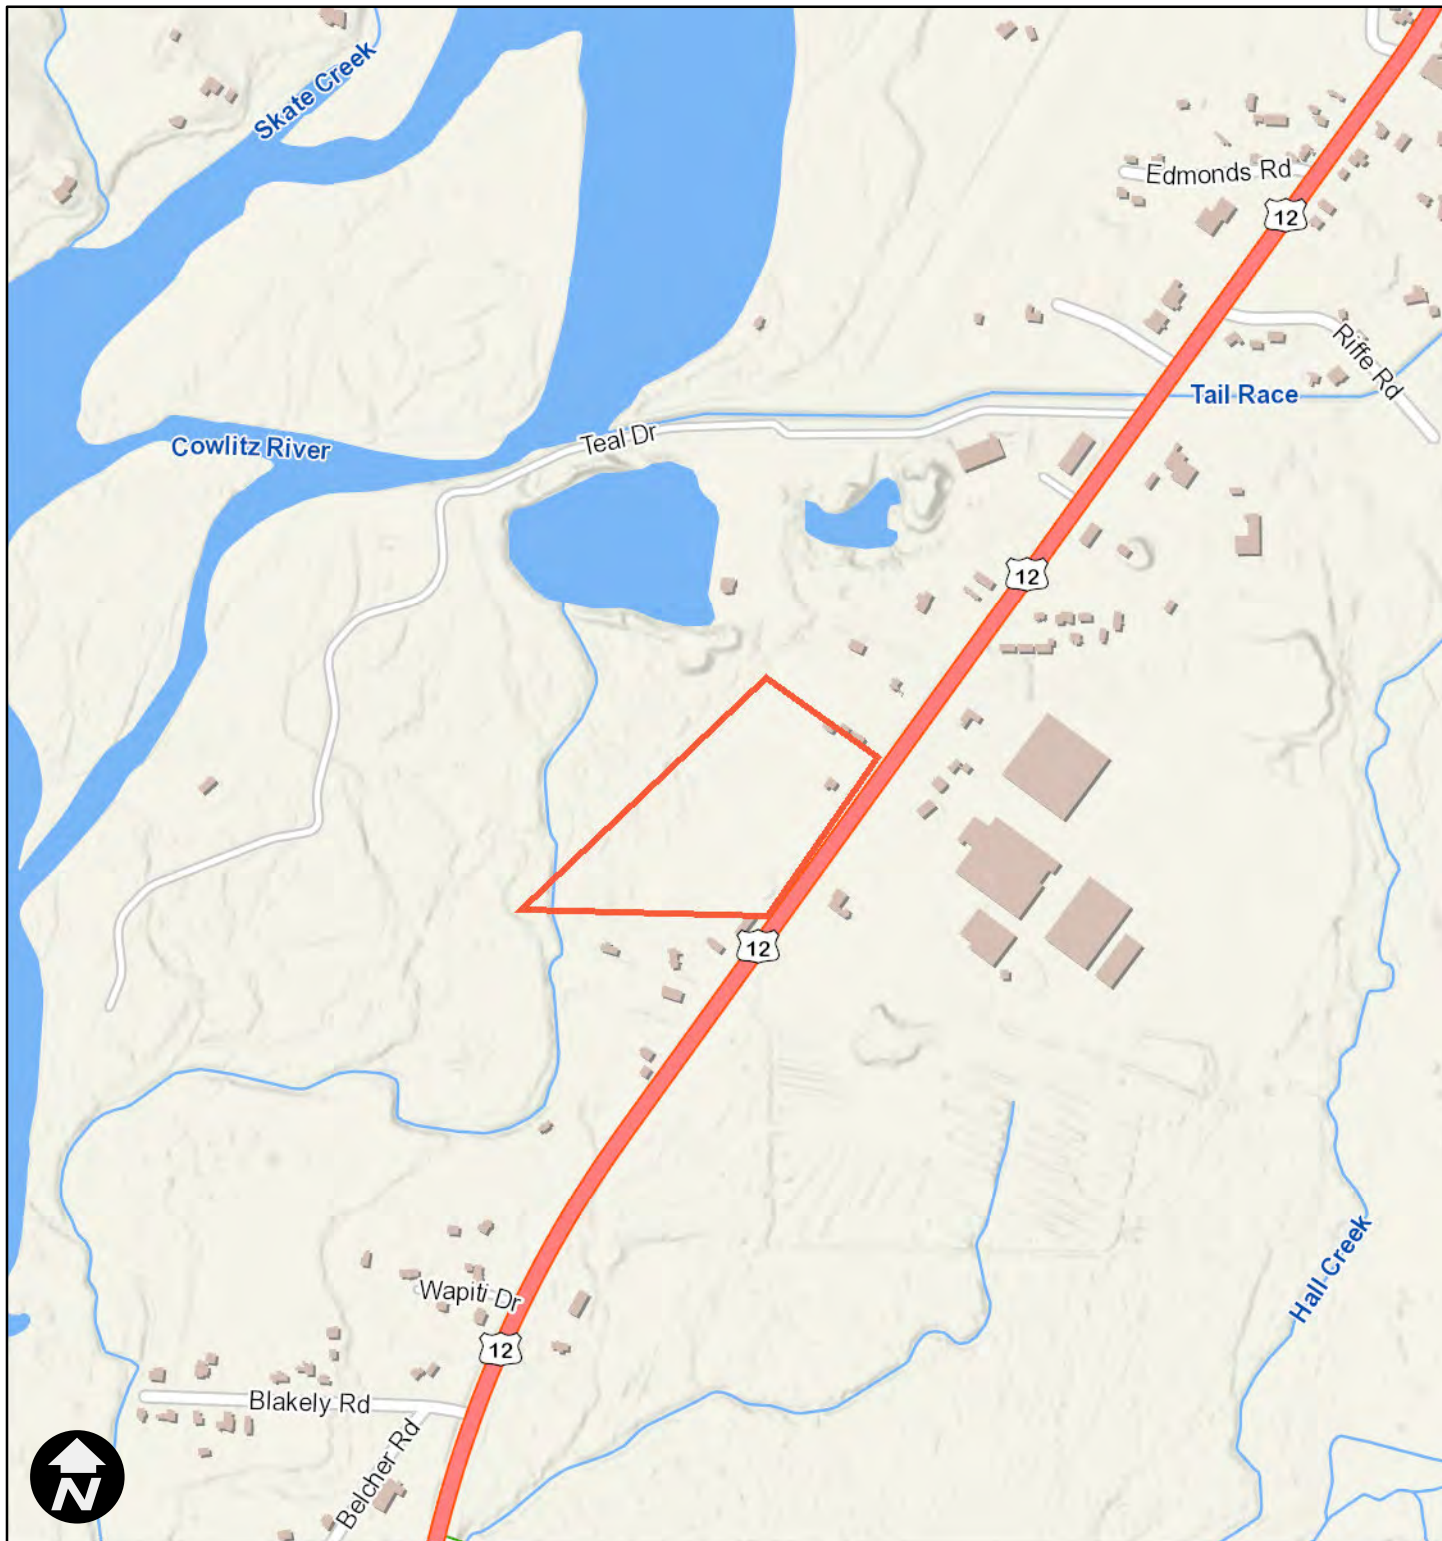 Skate Creek
Edmonds Rd
12
Riffe Rd
Tail Race
Teal Dr
Cowlitz River
12
12
Hall Creek
Wapiti Dr
12
Blakely Rd
Belcher Rd
N